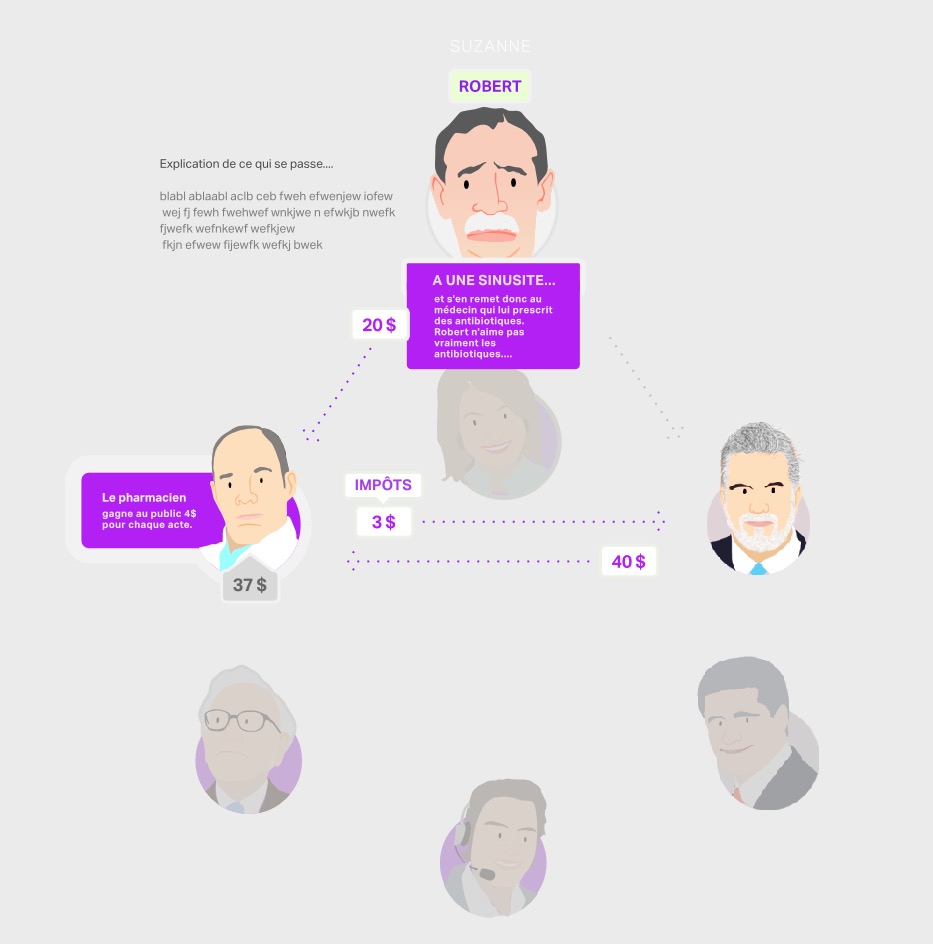 SUZANNE
ROBERT
Explication de ce qui se passe....
blabl ablaabl aclb ceb fweh efwenjew iofew
wej fj fewh fwehwef wnkjwe n efwkjb nwefk
fjwefk wefnkewf wefkjew
fkjn efwew fijewfk wefkj bwek
A UNE SINUSITE...
et s'en remet donc au
médecin qui lui prescrit
des antibiotiques.
Robert n'aime pas
vraiment les
antibiotiques....
20 $
Le pharmacien
gagne au public 4$
pour chaque acte.
IMPÔTS
3 $
40 $
37 $